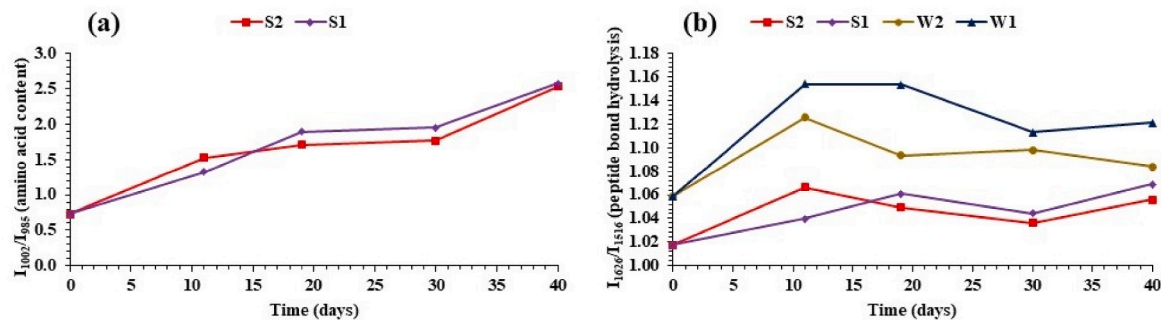 (a)
S2 S1
3.0
2.5
2.0
1.5
1.0
0.5
0.0
I1002/I985 (amino acid content)
0 5 10 15 20 25 30 35 40
Time (days)
(b)
S2 S1 W2 W1
1.18
1.16
1.14
1.12
1.10
1.08
1.06
1.04
1.02
1.00
I1626/I1516 (peptide bond hydrolysis)
0 5 10 15 20 25 30 35 40
Time (days)